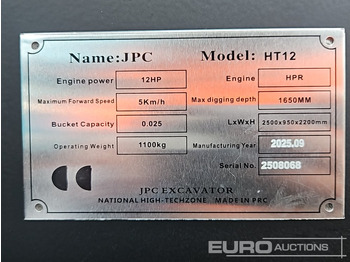 Name:JPC Model: HT12
Engine power 12HP Engine HPR
Maximum Forward Speed 5Km/h Max digging depth 1650MM
Bucket Capacity 0.025 LxWxH 2500x950x2200mm
Operating Weight 1100kg Manufacturing Year 2025.09
Serial No. 2508068
JPC EXCAVATOR
NATIONAL HIGH-TECHZONE MADE IN PRC
EURO
AUCTIONS